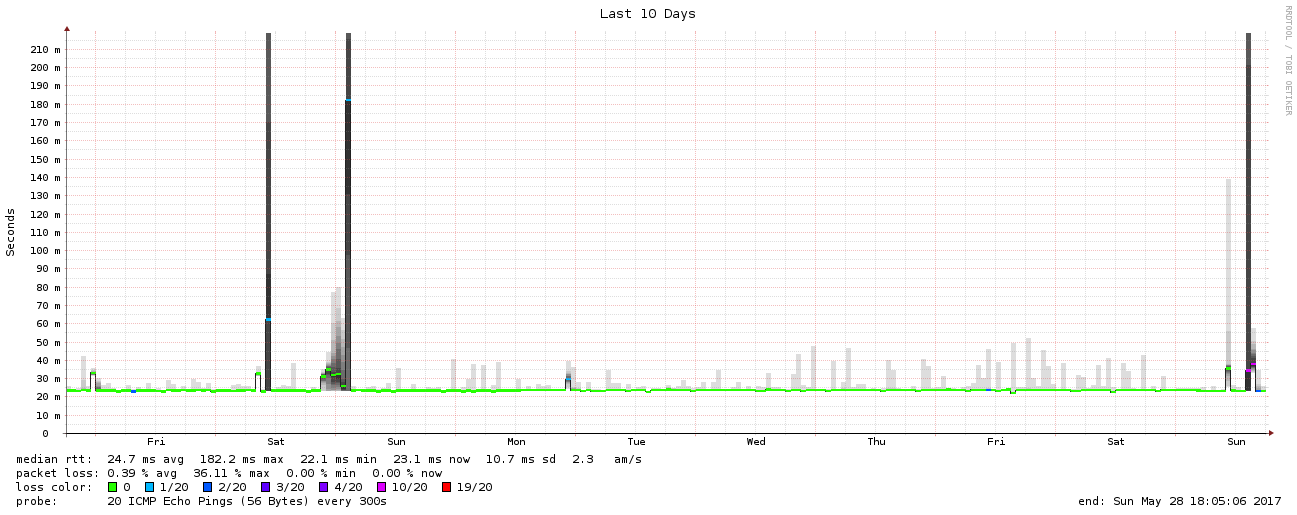 Last 10 Days
RRDTOOL / TOBI OETIKER
Seconds
210 m
200 m
190 m
180 m
170 m
160 m
150 m
140 m
130 m
120 m
110 m
100 m
90 m
80 m
70 m
60 m
50 m
40 m
30 m
20 m
10 m
0
Fri Sat Sun Mon Tue Wed Thu Fri Sat Sun
median rtt: 24.7 ms avg 182.2 ms max 22.1 ms min 23.1 ms now 10.7 ms sd 2.3 am/s
packet loss: 0.39 % avg 36.11 % max 0.00 % min 0.00 % now
loss color: 0 1/20 2/20 3/20 4/20 10/20 19/20
probe: 20 ICMP Echo Pings (56 Bytes) every 300s end: Sun May 28 18:05:06 2017